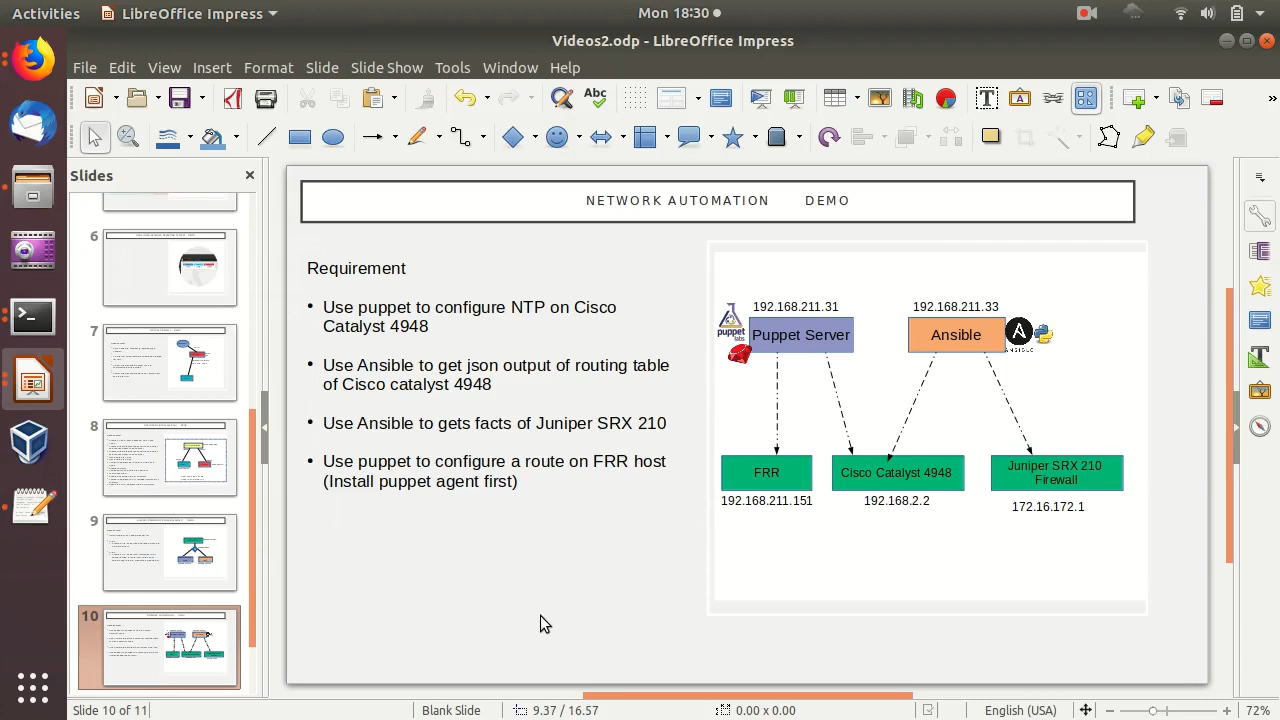 Activities
LibreOffice Impress
Mon 18:30
Videos2.odp - LibreOffice Impress
File Edit View Insert Format Slide Slide Show Tools Window Help
Abc
Slides
6
7
8
9
10
NETWORK AUTOMATION DEMO
Requirement
• Use puppet to configure NTP on Cisco
Catalyst 4948
• Use Ansible to get json output of routing table
of Cisco catalyst 4948
• Use Ansible to gets facts of Juniper SRX 210
• Use puppet to configure a route on FRR host
(Install puppet agent first)
192.168.211.31
192.168.211.33
puppet
labs
Puppet Server
Ansible
ANSIBLE
FRR
Cisco Catalyst 4948
Juniper SRX 210
Firewall
192.168.211.151
192.168.2.2
172.16.172.1
Slide 10 of 11
Blank Slide
9.37 / 16.57
0.00 x 0.00
English (USA)
72%